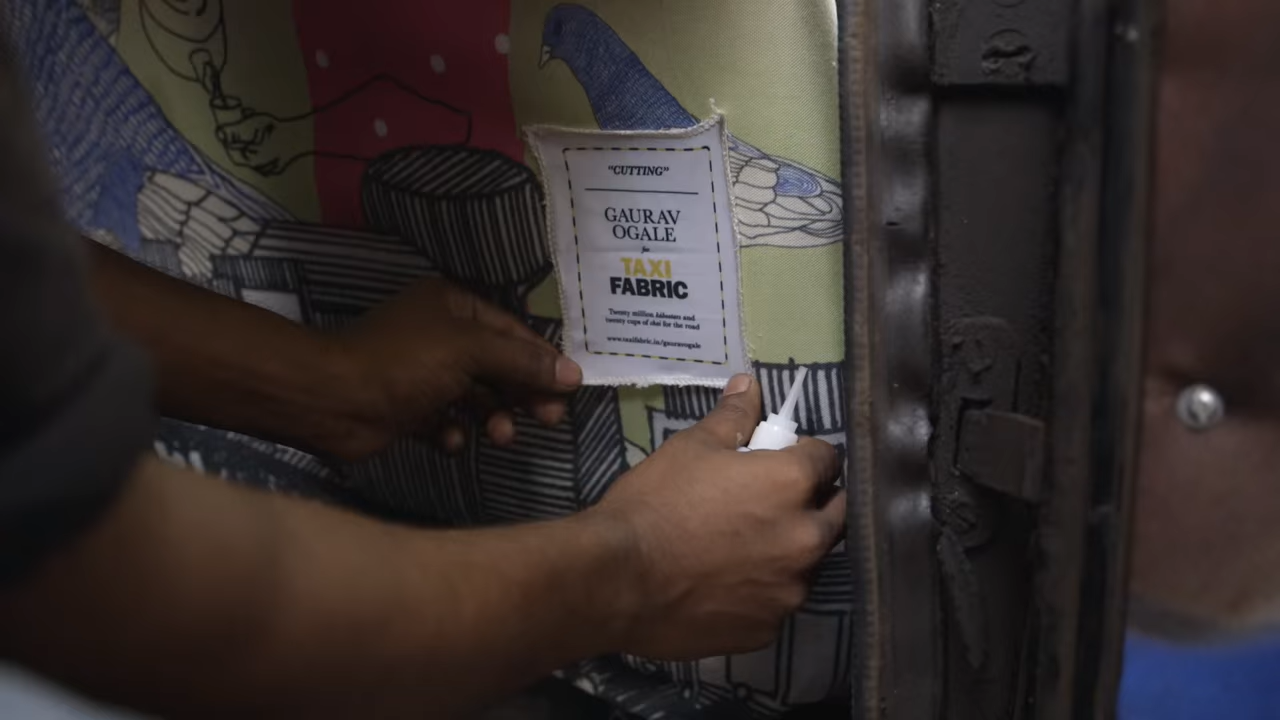 "CUTTING"
GAURAV
OGALE
for
TAXI
FABRIC
Twenty million hibernators and
twenty cups of chai for the road
www.taxifabric.in/gauravogale